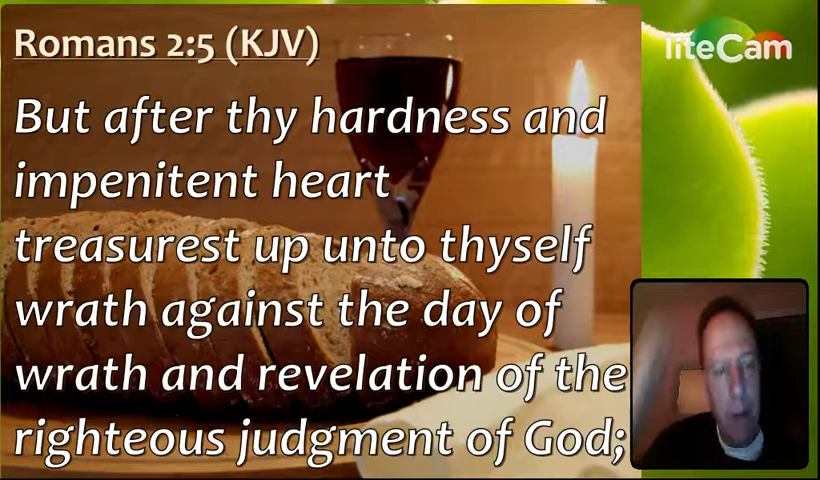 Romans 2:5 (KJV)
liteCam
But after thy hardness and
impenitent heart
treasurest up unto thyself
wrath against the day of
wrath and revelation of the
righteous judgment of God;